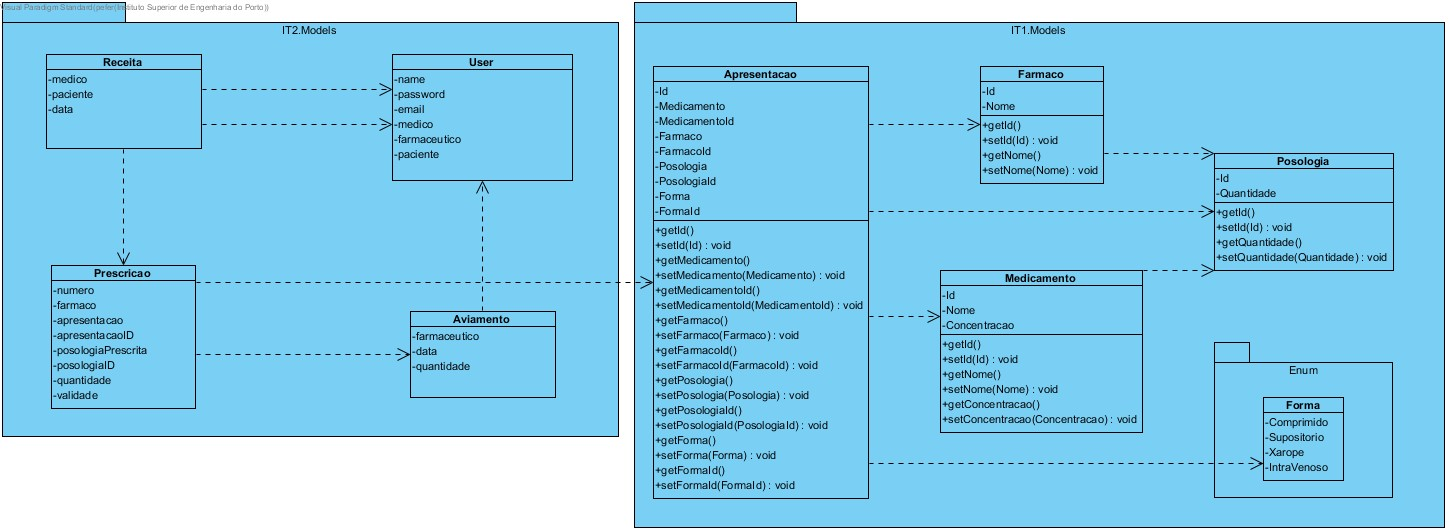 Visual Paradigm Standard(peter(Instituto Superior de Engenharia do Porto))
IT2.Models
Receita
-medico
-paciente
-data
User
-name
-password
-email
-medico
-farmaceutico
-paciente
Prescricao
-numero
-farmaco
-apresentacao
-apresentacaoID
-posologiaPrescrita
-posologiaID
-quantidade
-validade
Aviamento
-farmaceutico
-data
-quantidade
IT1.Models
Apresentacao
-Id
-Medicamento
-MedicamentoId
-Farmaco
-FarmacoId
-Posologia
-PosologiaId
-Forma
-FormaId
+getId()
+setId(Id) : void
+getMedicamento()
+setMedicamento(Medicamento) : void
+getMedicamentoId()
+setMedicamentoId(MedicamentoId) : void
+getFarmaco()
+setFarmaco(Farmaco) : void
+getFarmacoId()
+setFarmacoId(FarmacoId) : void
+getPosologia()
+setPosologia(Posologia) : void
+getPosologiaId()
+setPosologiaId(PosologiaId) : void
+getForma()
+setForma(Forma) : void
+getFormaId()
+setFormaId(FormaId) : void
Farmaco
-Id
-Nome
+getId()
+setId(Id) : void
+getNome()
+setNome(Nome) : void
Posologia
-Id
-Quantidade
+getId()
+setId(Id) : void
+getQuantidade()
+setQuantidade(Quantidade) : void
Medicamento
-Id
-Nome
-Concentracao
+getId()
+setId(Id) : void
+getNome()
+setNome(Nome) : void
+getConcentracao()
+setConcentracao(Concentracao) : void
Enum
Forma
-Comprimido
-Supositorio
-Xarope
-IntraVenoso